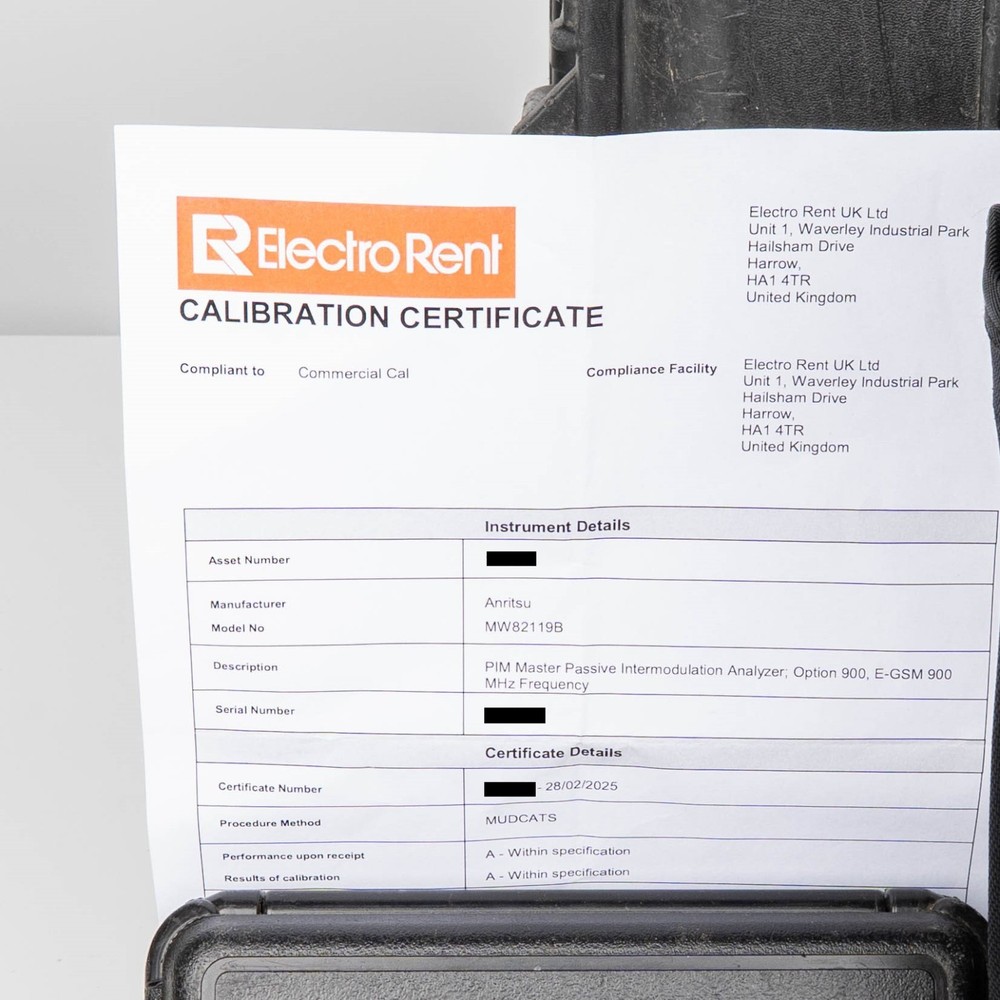 ER ElectroRent
CALIBRATION CERTIFICATE
Electro Rent UK Ltd
Unit 1, Waverley Industrial Park
Hailsham Drive
Harrow,
HA1 4TR
United Kingdom
Compliant to Commercial Cal
Compliance Facility
Electro Rent UK Ltd
Unit 1, Waverley Industrial Park
Hailsham Drive
Harrow,
HA1 4TR
United Kingdom
Instrument Details
Asset Number
Manufacturer Anritsu
Model No MW82119B
Description PIM Master Passive Intermodulation Analyzer; Option 900, E-GSM 900
MHz Frequency
Serial Number
Certificate Details
Certificate Number - 28/02/2025
Procedure Method MUDCATS
Performance upon receipt A - Within specification
Results of calibration A - Within specification